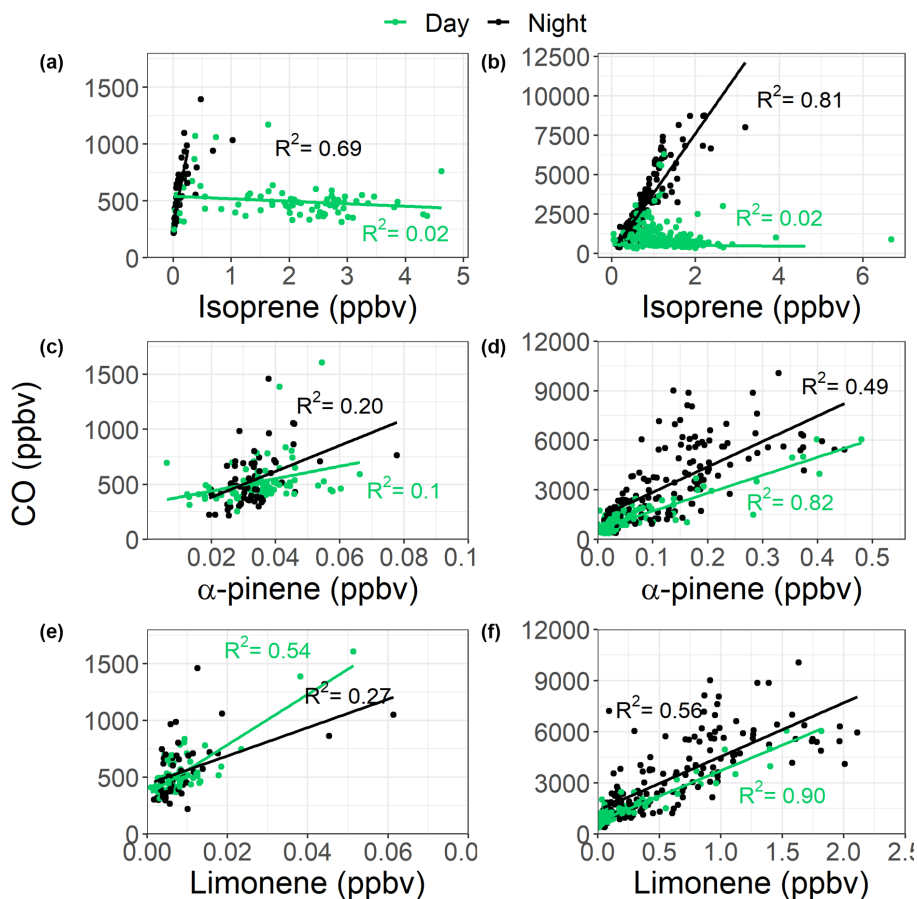 Day Night
(a)
1500
1000
500
0
R²= 0.69
R²= 0.02
0 1 2 3 4 5
Isoprene (ppbv)
(b)
12500
10000
7500
5000
2500
0
R²= 0.81
R²= 0.02
0 2 4 6
Isoprene (ppbv)
CO (ppbv)
(c)
1500
1000
500
0
R²= 0.20
R²= 0.1
0.02 0.04 0.06 0.08 0.1
α-pinene (ppbv)
(d)
12000
9000
6000
3000
0
R²= 0.49
R²= 0.82
0.0 0.1 0.2 0.3 0.4 0.5
α-pinene (ppbv)
(e)
1500
1000
500
0
R²= 0.54
R²= 0.27
0.00 0.02 0.04 0.06 0.0
Limonene (ppbv)
(f)
12000
9000
6000
3000
0
R²= 0.56
R²= 0.90
0.0 0.5 1.0 1.5 2.0 2.5
Limonene (ppbv)